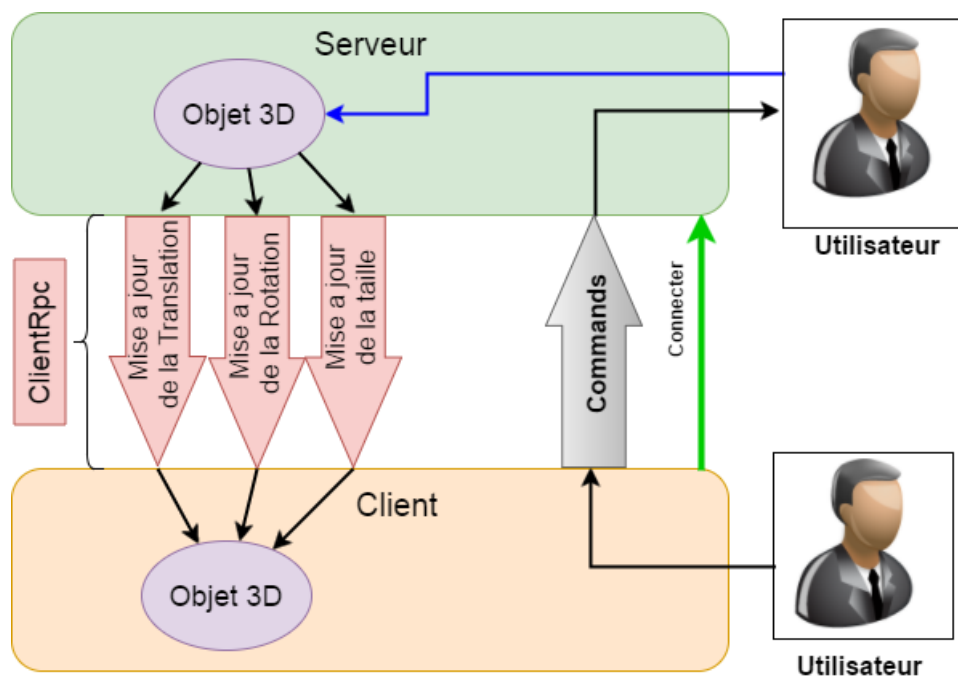 Serveur
Objet 3D
Utilisateur
ClientRpc
Mise a jour
de la Translation
Mise a jour
de la Rotation
Mise a jour
de la taille
Commands
Connecter
Client
Objet 3D
Utilisateur